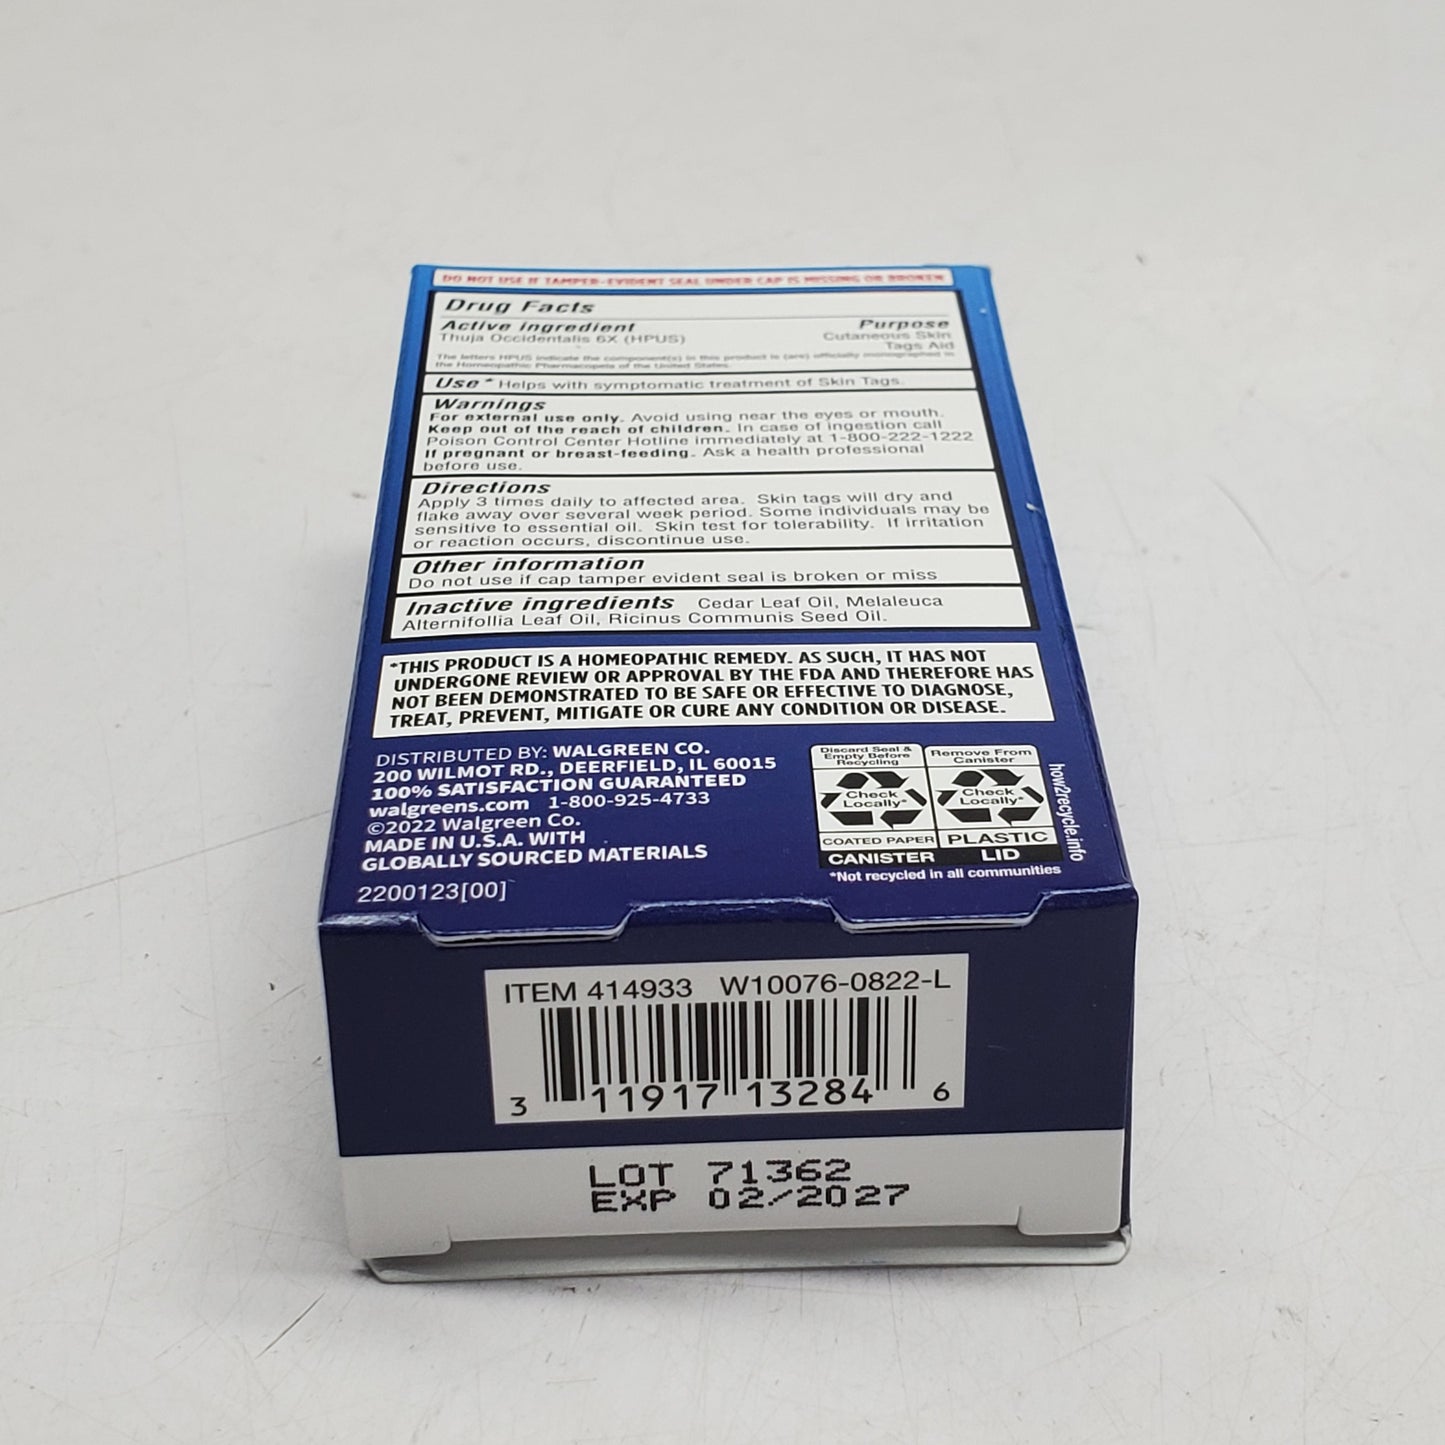 DO NOT USE IF TAMPER-EVIDENT SEAL UNDER CAP IS MISSING OR BROKEN
Drug Facts
Active ingredient Purpose
Thuja Occidentalis 6X (HPUS) Cutaneous Skin
Tags Aid
The letters HPUS indicate the component(s) in this product is (are) officially monographed in
the Homeopathic Pharmacopeia of the United States.
Use* Helps with symptomatic treatment of Skin Tags.
Warnings
For external use only. Avoid using near the eyes or mouth.
Keep out of the reach of children. In case of ingestion call
Poison Control Center Hotline immediately at 1-800-222-1222
If pregnant or breast-feeding. Ask a health professional
before use.
Directions
Apply 3 times daily to affected area. Skin tags will dry and
flake away over several week period. Some individuals may be
sensitive to essential oil. Skin test for tolerability. If irritation
or reaction occurs, discontinue use.
Other information
Do not use if cap tamper evident seal is broken or miss
Inactive ingredients Cedar Leaf Oil, Melaleuca
Alternifollia Leaf Oil, Ricinus Communis Seed Oil.
*THIS PRODUCT IS A HOMEOPATHIC REMEDY. AS SUCH, IT HAS NOT
UNDERGONE REVIEW OR APPROVAL BY THE FDA AND THEREFORE HAS
NOT BEEN DEMONSTRATED TO BE SAFE OR EFFECTIVE TO DIAGNOSE,
TREAT, PREVENT, MITIGATE OR CURE ANY CONDITION OR DISEASE.
DISTRIBUTED BY: WALGREEN CO.
200 WILMOT RD., DEERFIELD, IL 60015
100% SATISFACTION GUARANTEED
walgreens.com 1-800-925-4733
©2022 Walgreen Co.
MADE IN U.S.A. WITH
GLOBALLY SOURCED MATERIALS
2200123[00]
Discard Seal &
Empty Before
Recycling
Check
Locally*
COATED PAPER
CANISTER
Remove From
Canister
Check
Locally*
PLASTIC
LID
*Not recycled in all communities
how2recycle.info
ITEM 414933 W10076-0822-L
3 11917 13284 6
LOT 71362
EXP 02/2027